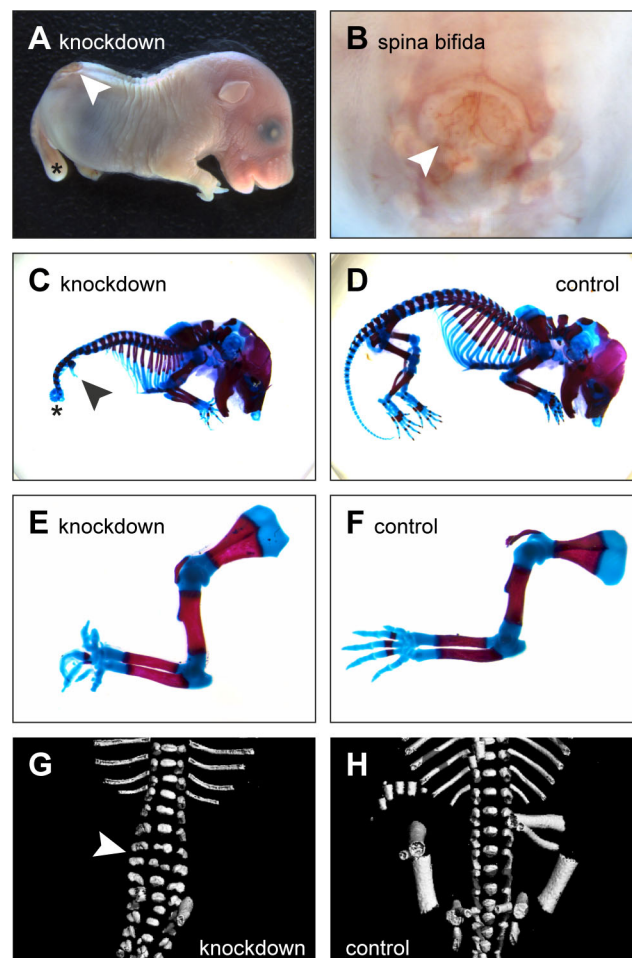 A knockdown
B spina bifida
*
C knockdown
D control
*
E knockdown
F control
G
H
knockdown
control